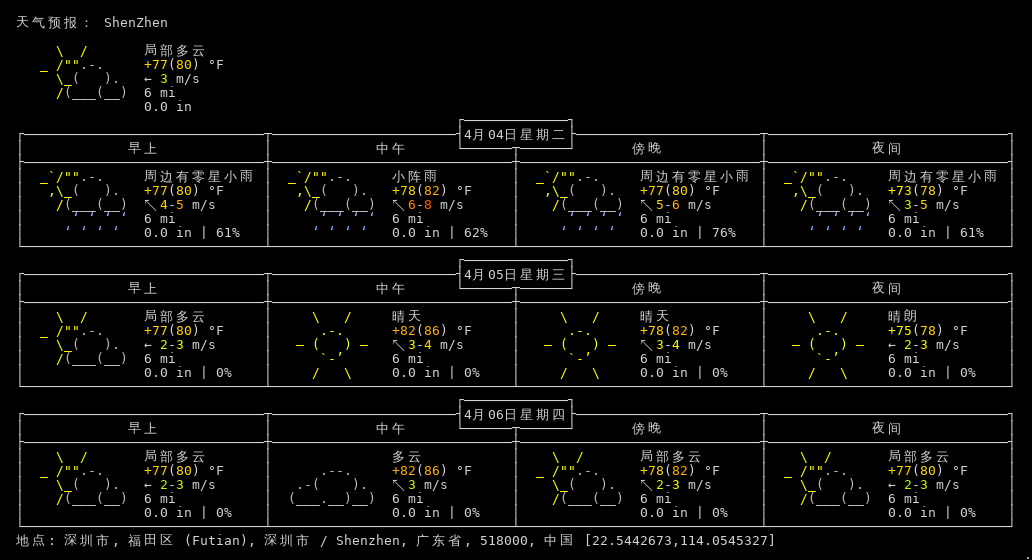 天气预报： ShenZhen
局部多云
+77(80) °F
← 3 m/s
6 mi
0.0 in
4月04日星期二
早上 中午 傍晚 夜间
周边有零星小雨 小阵雨 周边有零星小雨 周边有零星小雨
+77(80) °F +78(82) °F +77(80) °F +73(78) °F
↖ 4-5 m/s ↖ 6-8 m/s ↖ 5-6 m/s ↖ 3-5 m/s
6 mi 6 mi 6 mi 6 mi
0.0 in | 61% 0.0 in | 62% 0.0 in | 76% 0.0 in | 61%
4月05日星期三
早上 中午 傍晚 夜间
局部多云 晴天 晴天 晴朗
+77(80) °F +82(86) °F +78(82) °F +75(78) °F
← 2-3 m/s ↖ 3-4 m/s ↖ 3-4 m/s ← 2-3 m/s
6 mi 6 mi 6 mi 6 mi
0.0 in | 0% 0.0 in | 0% 0.0 in | 0% 0.0 in | 0%
4月06日星期四
早上 中午 傍晚 夜间
局部多云 多云 局部多云 局部多云
+77(80) °F +82(86) °F +78(82) °F +77(80) °F
← 2-3 m/s ↖ 3 m/s ↖ 2-3 m/s ← 2-3 m/s
6 mi 6 mi 6 mi 6 mi
0.0 in | 0% 0.0 in | 0% 0.0 in | 0% 0.0 in | 0%
地点: 深圳市, 福田区 (Futian), 深圳市 / Shenzhen, 广东省, 518000, 中国 [22.5442673,114.0545327]